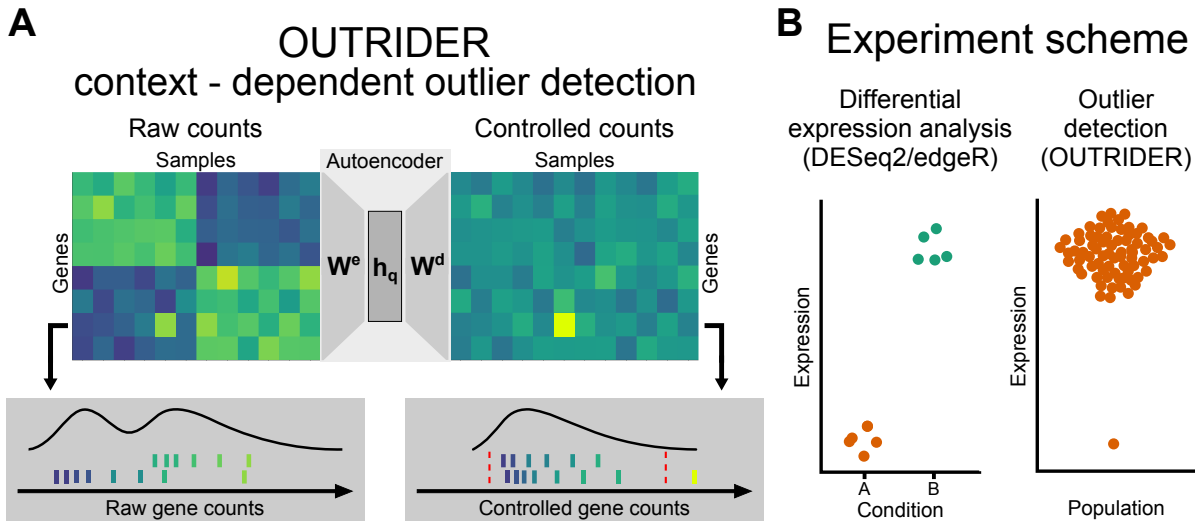 A
OUTRIDER
context - dependent outlier detection
Raw counts
Controlled counts
Samples
Autoencoder
Samples
Genes
W^e
h_q
W^d
Genes
Raw gene counts
Controlled gene counts
B
Experiment scheme
Differential
expression analysis
(DESeq2/edgeR)
Outlier
detection
(OUTRIDER)
Expression
A
B
Condition
Expression
Population